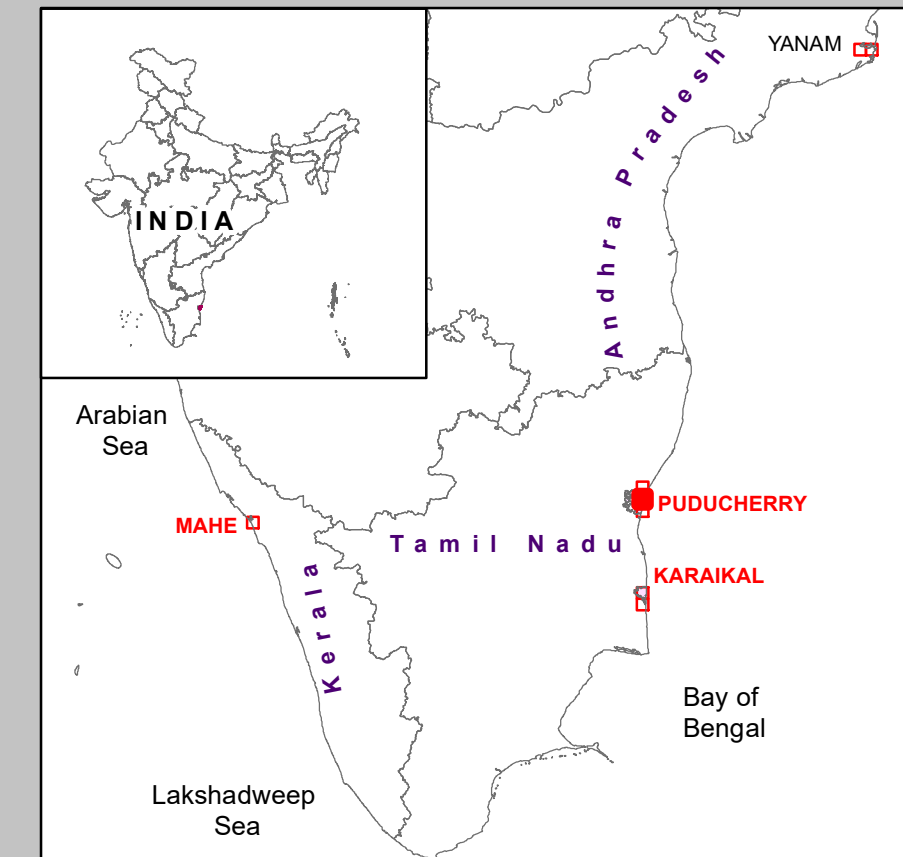 YANAM
Andhra Pradesh
INDIA
Arabian
Sea
MAHE
PUDUCHERRY
Tamil Nadu
KARAIKAL
Kerala
Bay of
Bengal
Lakshadweep
Sea